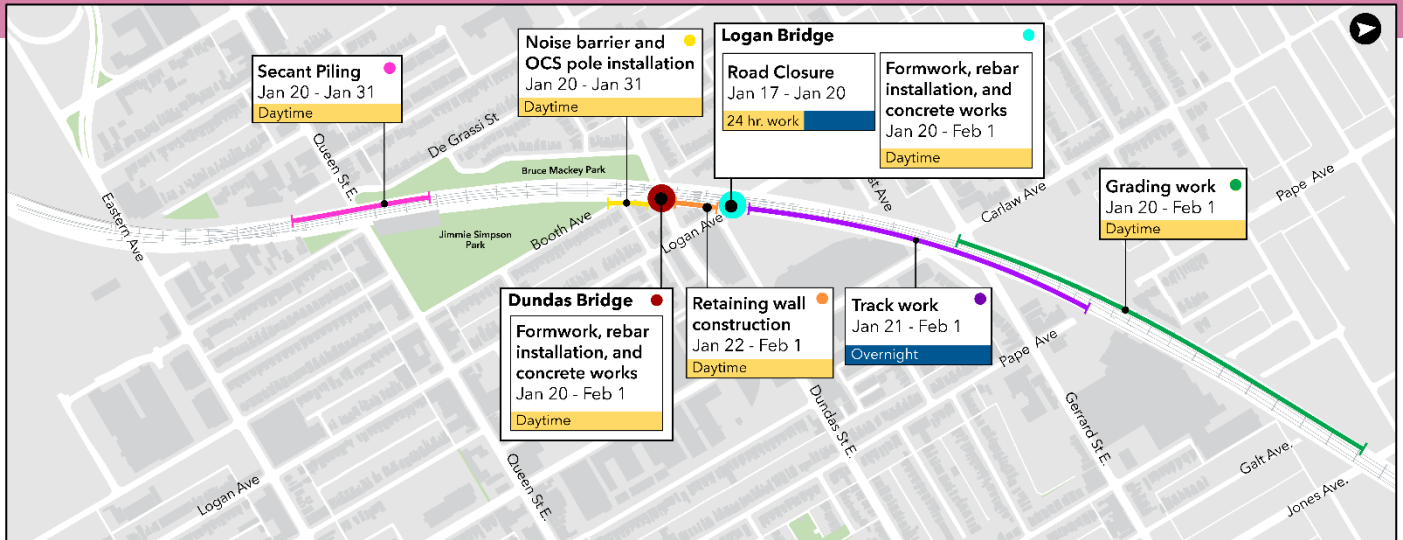 Secant Piling
Jan 20 - Jan 31
Daytime
Noise barrier and
OCS pole installation
Jan 20 - Jan 31
Daytime
Logan Bridge
Road Closure
Jan 17 - Jan 20
24 hr. work
Formwork, rebar
installation, and
concrete works
Jan 20 - Feb 1
Daytime
Grading work
Jan 20 - Feb 1
Daytime
Dundas Bridge
Formwork, rebar
installation, and
concrete works
Jan 20 - Feb 1
Daytime
Retaining wall
construction
Jan 22 - Feb 1
Daytime
Track work
Jan 21 - Feb 1
Overnight
Eastern Ave
Queen St E.
De Grassi St
Bruce Mackey Park
Jimmie Simpson
Park
Booth Ave
Logan Ave
Carlaw Ave
Pape Ave
Pape Ave
Logan Ave
Queen St E.
Dundas St E.
Gerrard St E.
Galt Ave.
Jones Ave.